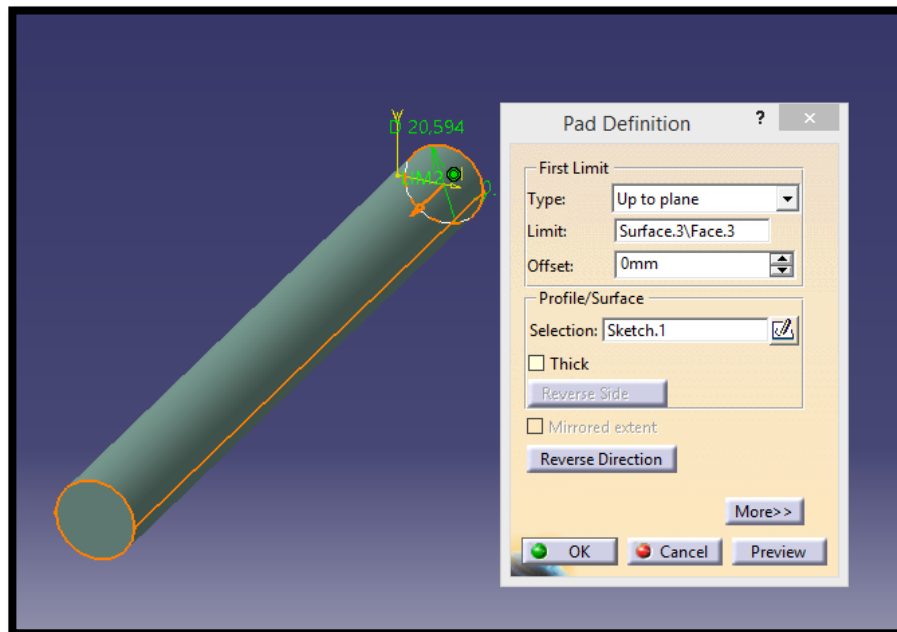 D 20,594
Pad Definition
?
First Limit
Type: Up to plane
Limit: Surface.3\Face.3
Offset: 0mm
Profile/Surface
Selection: Sketch.1
Thick
Reverse Side
Mirrored extent
Reverse Direction
More>>
OK Cancel Preview